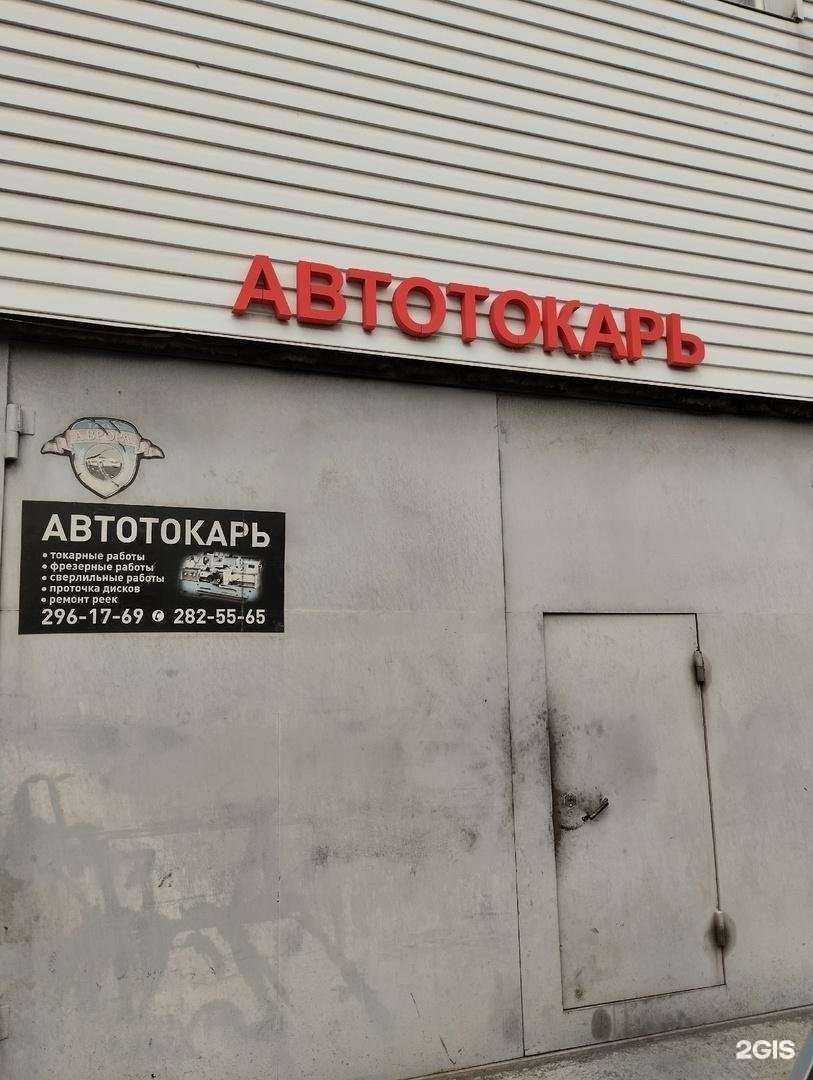 АВТОТОКАРЬ
АВРОРА
АВТОТОКАРЬ
• токарные работы
• фрезерные работы
• сверлильные работы
• проточка дисков
• ремонт реек
296-17-69 ✆ 282-55-65
2GIS